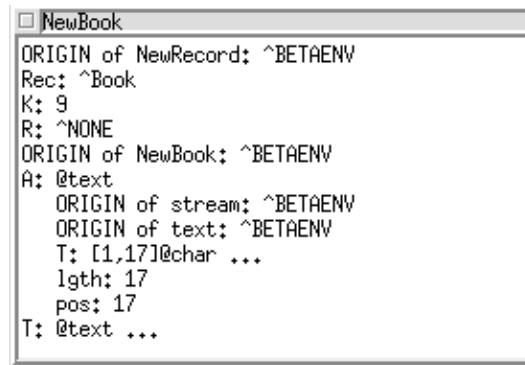 NewBook
ORIGIN of NewRecord: ^BETAENV
Rec: ^Book
K: 9
R: ^NONE
ORIGIN of NewBook: ^BETAENV
A: @text
   ORIGIN of stream: ^BETAENV
   ORIGIN of text: ^BETAENV
   T: [1,17]@char ...
   lgth: 17
   pos: 17
T: @text ...